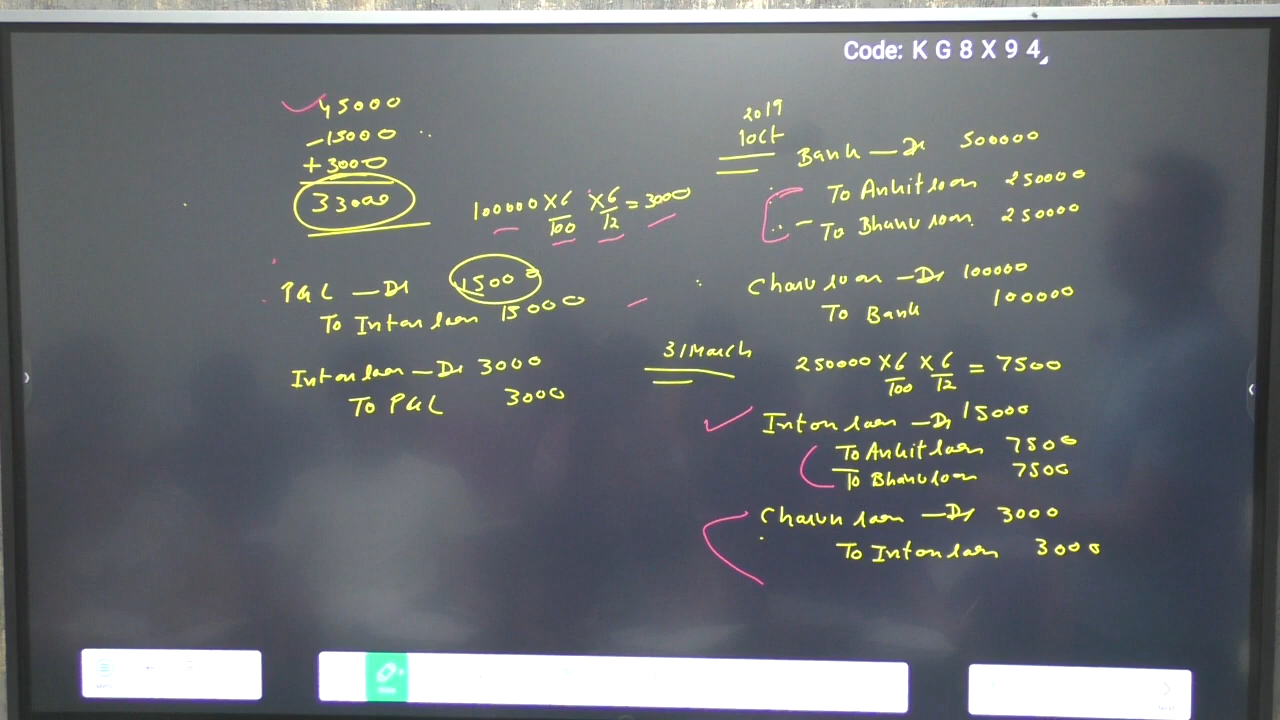 Code: K G 8 X 9 4
45000
-15000
+3000
33000
100000 X 6/100 X 6/12 = 3000
P&L — Dr 15000
To Int on loan 15000
Int on loan — Dr 3000
To P&L 3000
2019
1 Oct
Bank — Dr 500000
To Ankit loan 250000
To Bhanu loan 250000
Charu loan — Dr 100000
To Bank 100000
31 March
250000 X 6/100 X 6/12 = 7500
Int on loan — Dr 15000
To Ankit loan 7500
To Bhanu loan 7500
Charu loan — Dr 3000
To Int on loan 3000